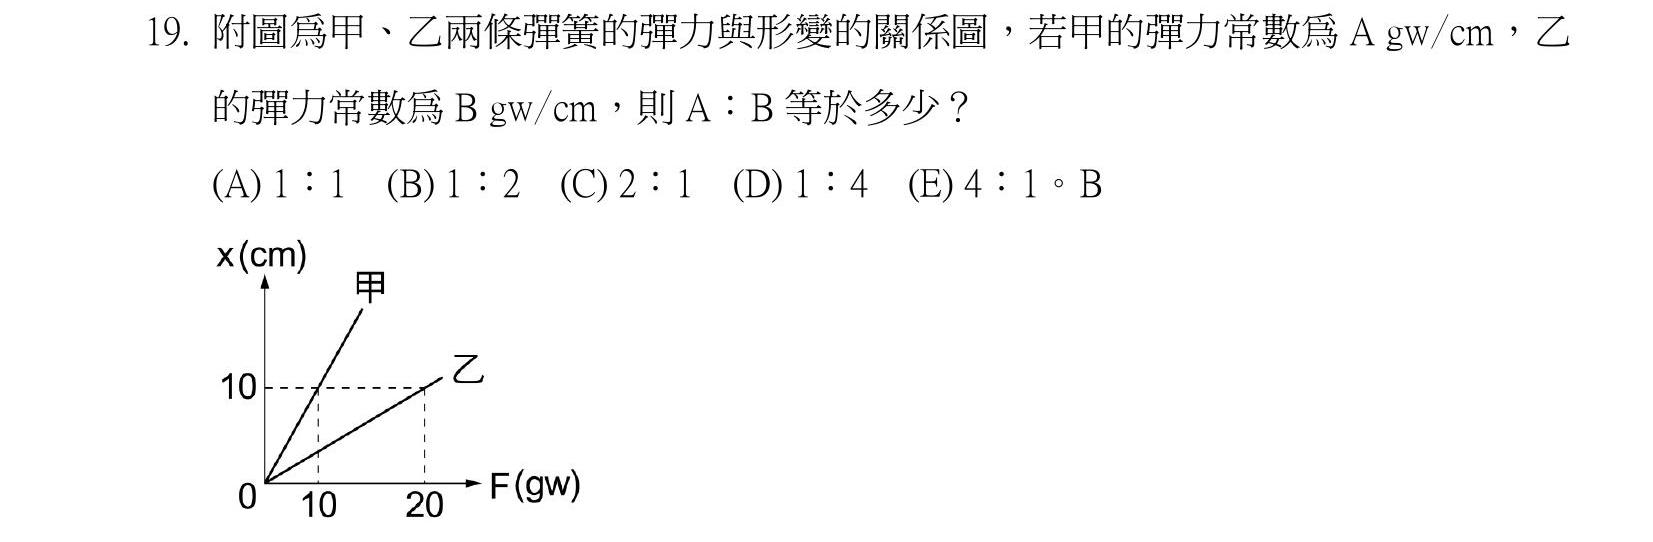 19. 附圖爲甲、乙兩條彈簧的彈力與形變的關係圖，若甲的彈力常數爲 A gw/cm，乙
的彈力常數爲 B gw/cm，則 A：B 等於多少？
(A) 1：1 (B) 1：2 (C) 2：1 (D) 1：4 (E) 4：1。B
x(cm)
甲
乙
10
0 10 20 F(gw)